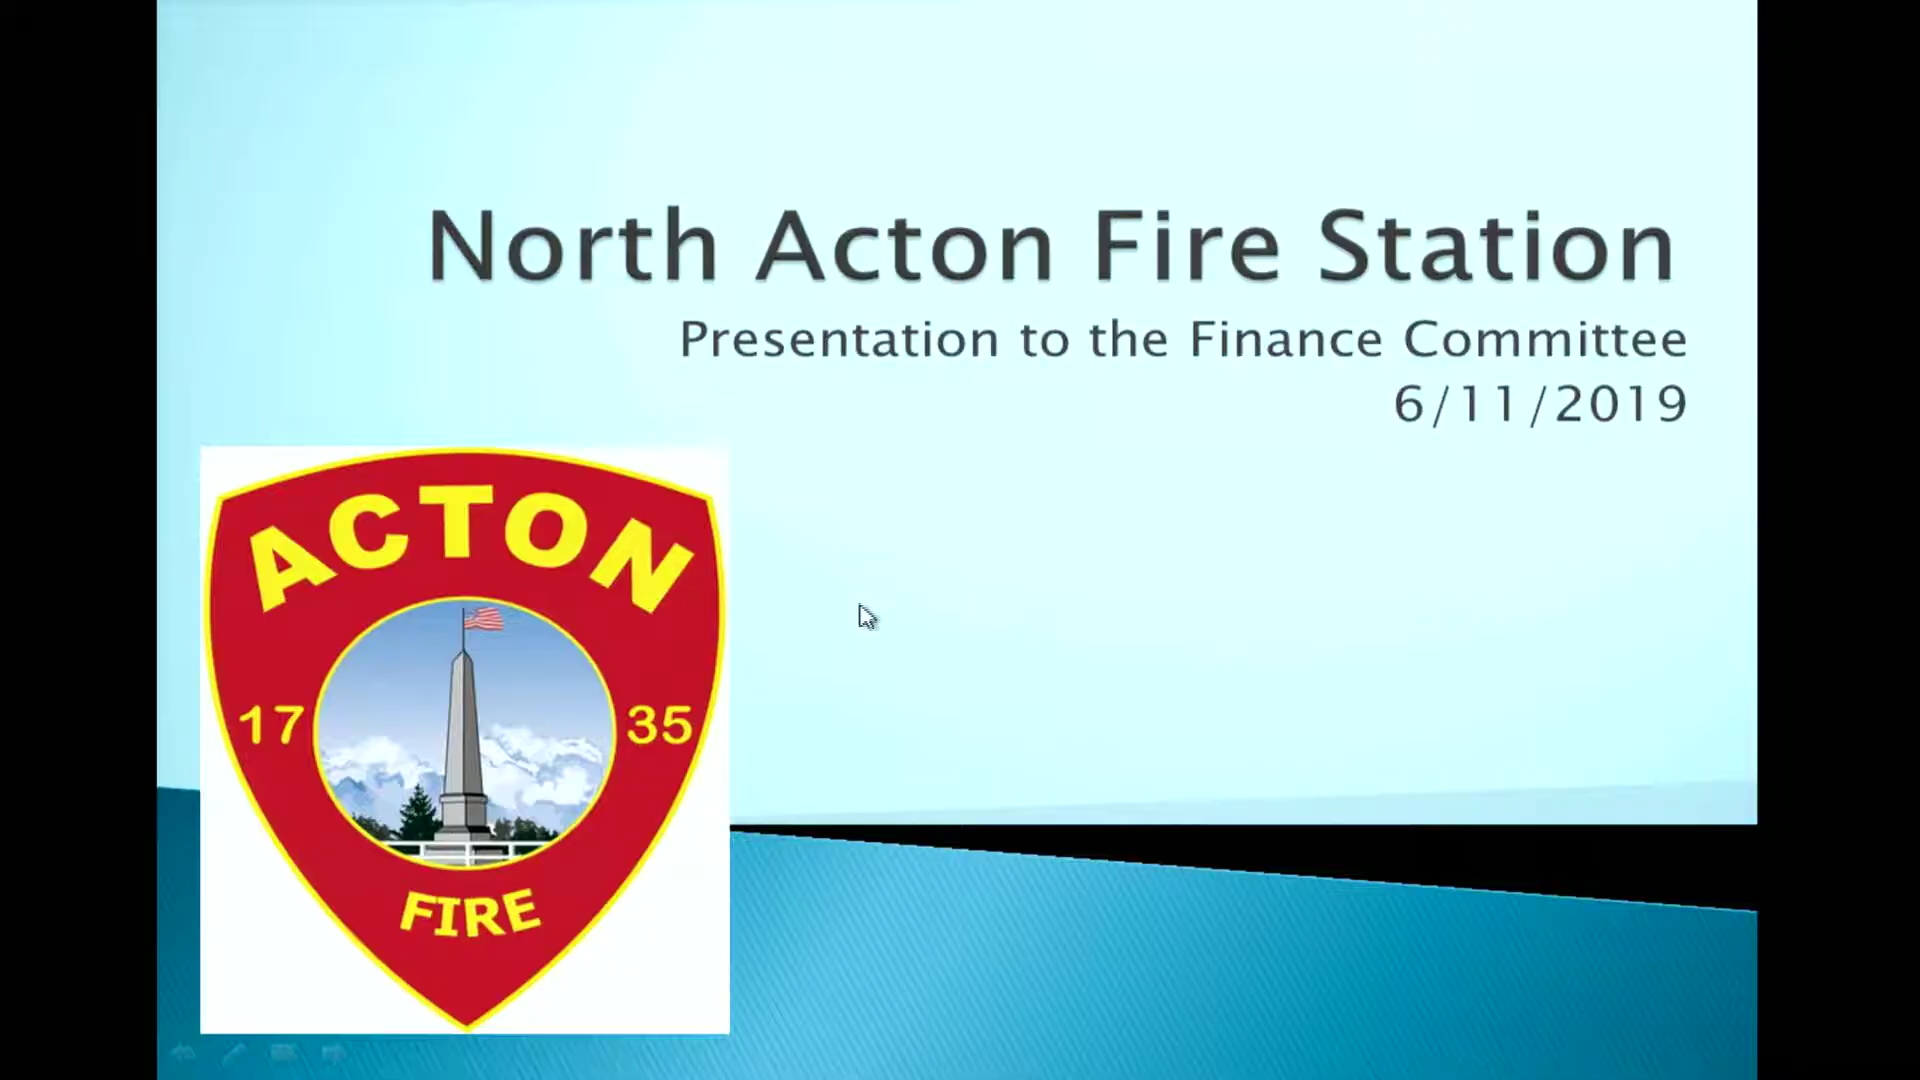 North Acton Fire Station
Presentation to the Finance Committee
6/11/2019
ACTON
17 35
FIRE